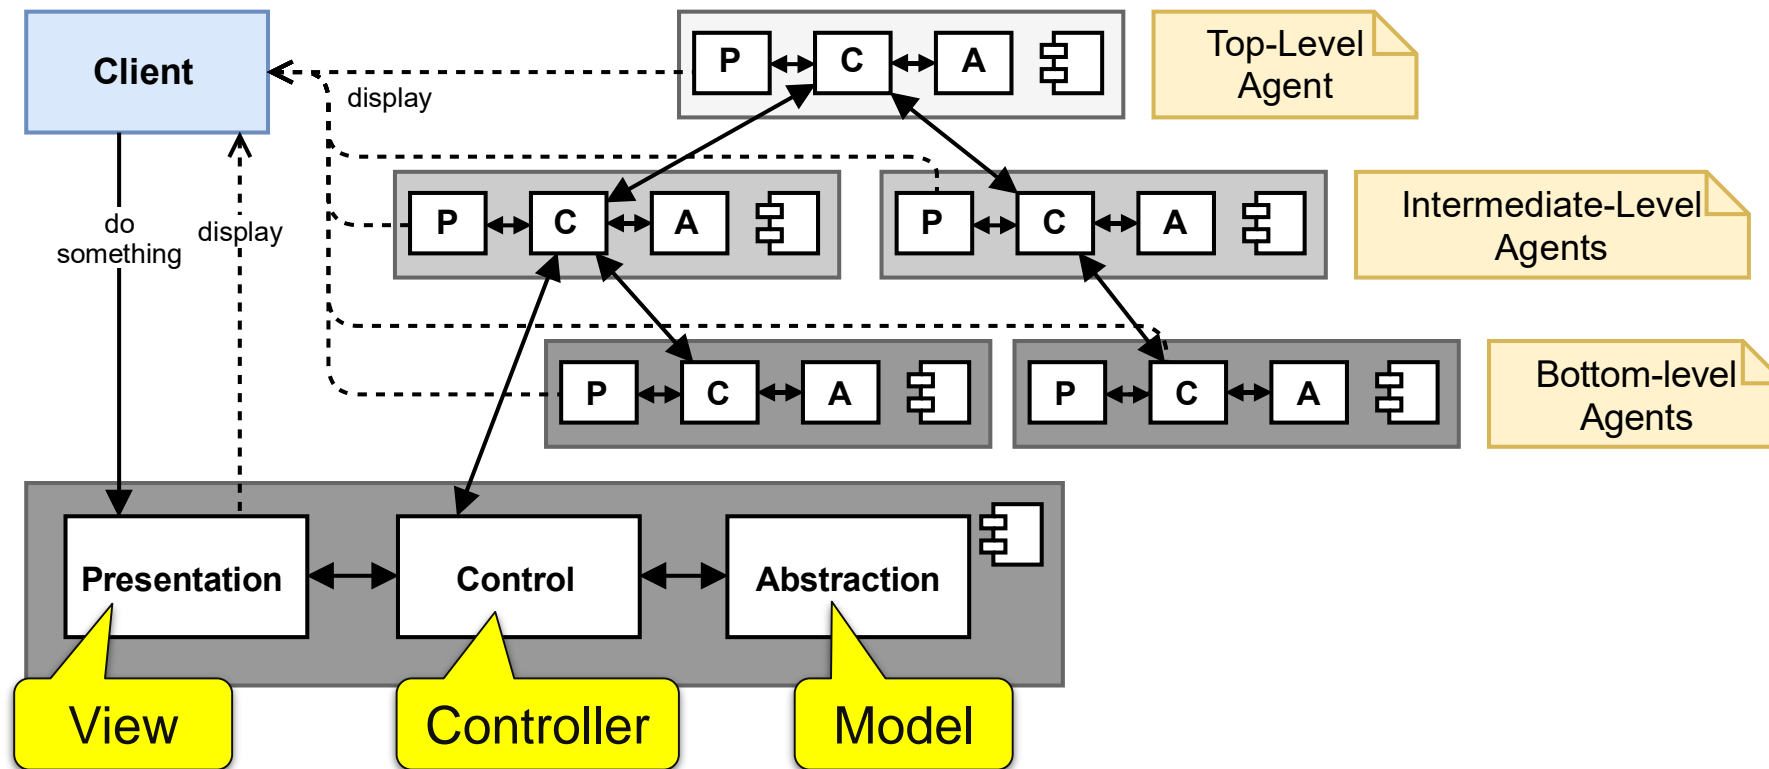 Client
P
C
A
Top-Level
Agent
display
do
something
display
P
C
A
P
C
A
Intermediate-Level
Agents
P
C
A
P
C
A
Bottom-level
Agents
Presentation
Control
Abstraction
View
Controller
Model